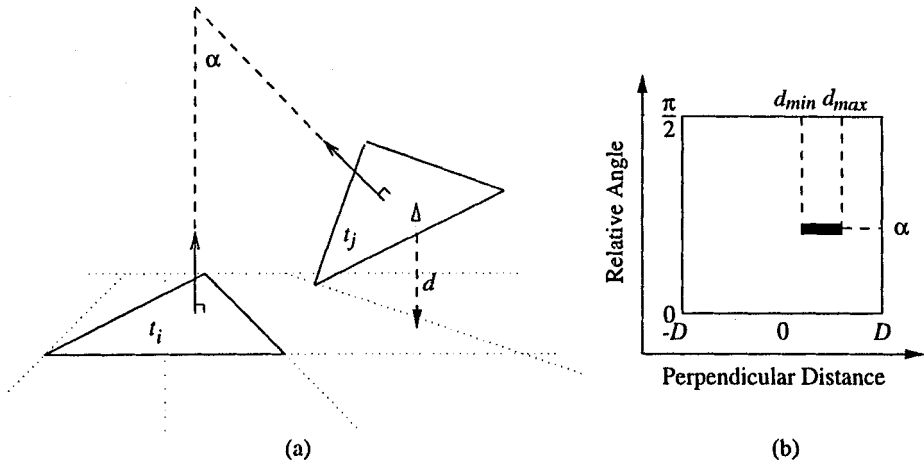 α
t_i
t_j
d
(a)
d_min d_max
π/2
Relative Angle
α
0
-D 0 D
Perpendicular Distance
(b)